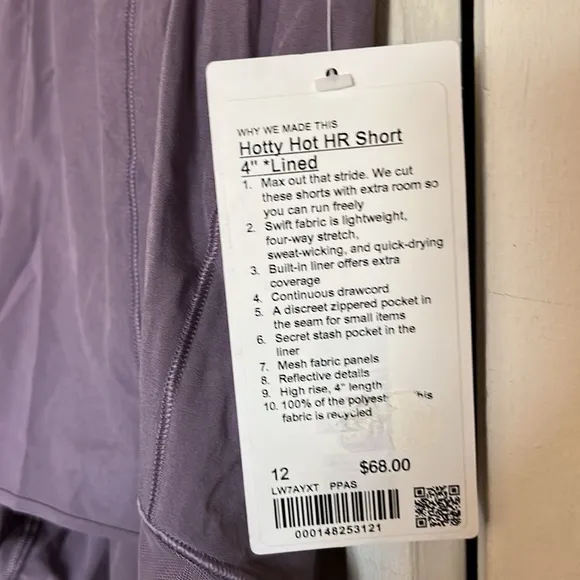 WHY WE MADE THIS
Hotty Hot HR Short
4" *Lined
1. Max out that stride. We cut
these shorts with extra room so
you can run freely
2. Swift fabric is lightweight,
four-way stretch,
sweat-wicking, and quick-drying
3. Built-in liner offers extra
coverage
4. Continuous drawcord
5. A discreet zippered pocket in
the seam for small items
6. Secret stash pocket in the
liner
7. Mesh fabric panels
8. Reflective details
9. High rise, 4" length
10. 100% of the
fabric is recycled
12 $68.00
LW7AYXT PPAS
000148253121